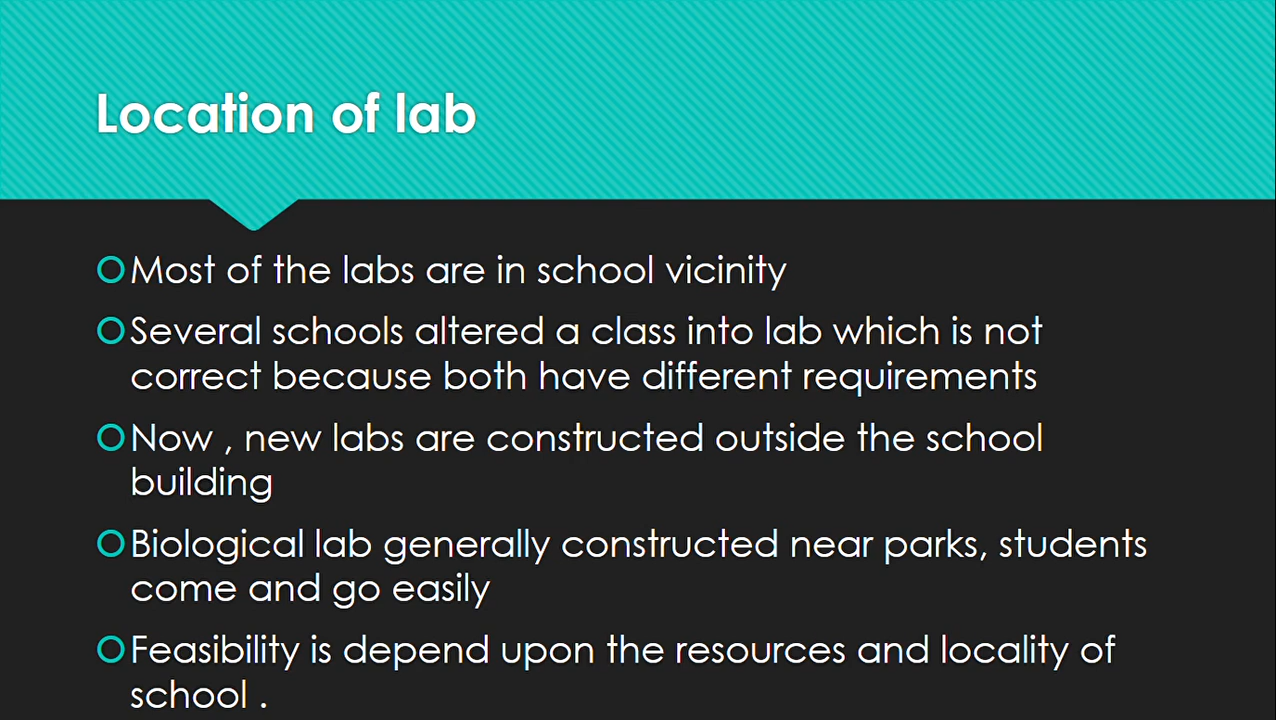 Location of lab
Most of the labs are in school vicinity
Several schools altered a class into lab which is not
correct because both have different requirements
Now , new labs are constructed outside the school
building
Biological lab generally constructed near parks, students
come and go easily
Feasibility is depend upon the resources and locality of
school .